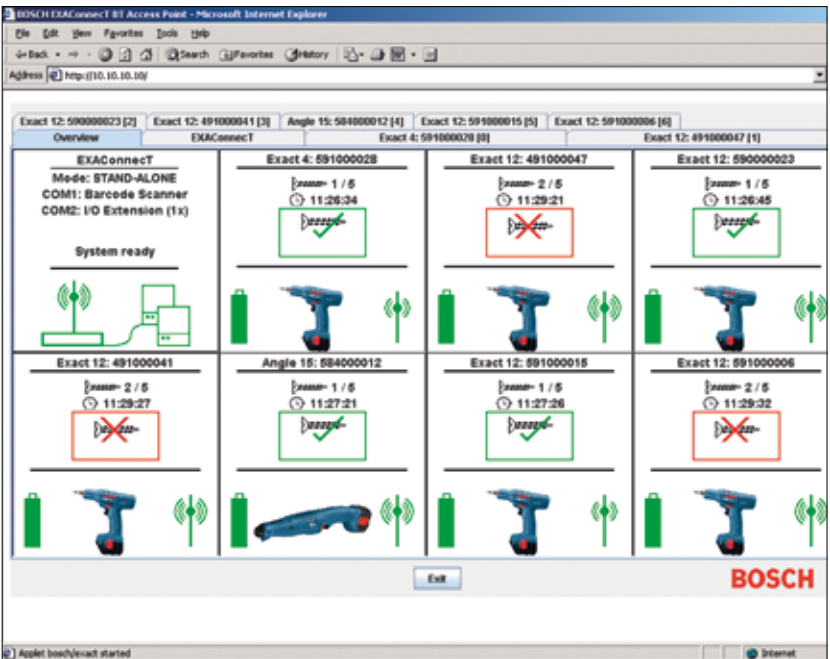 BOSCH EXAConnecT BT Access Point - Microsoft Internet Explorer
File Edit View Favorites Tools Help
Back Search Favorites History
Address http://10.10.10.10/
Exact 12: 590000023 [2] Exact 12: 491000041 [3] Angle 15: 584000012 [4] Exact 12: 591000015 [5] Exact 12: 591000006 [6]
Overview EXAConnecT Exact 4: 591000028 [0] Exact 12: 491000047 [1]
EXAConnecT
Mode: STAND-ALONE
COM1: Barcode Scanner
COM2: I/O Extension (1x)
System ready
Exact 4: 591000028
1 / 5
11:26:34
Exact 12: 491000047
2 / 5
11:29:21
Exact 12: 590000023
1 / 5
11:26:45
Exact 12: 491000041
2 / 5
11:29:27
Angle 15: 584000012
1 / 5
11:27:21
Exact 12: 591000015
1 / 5
11:27:26
Exact 12: 591000006
2 / 5
11:29:32
Exit
BOSCH
Applet bosch/exact started
Internet